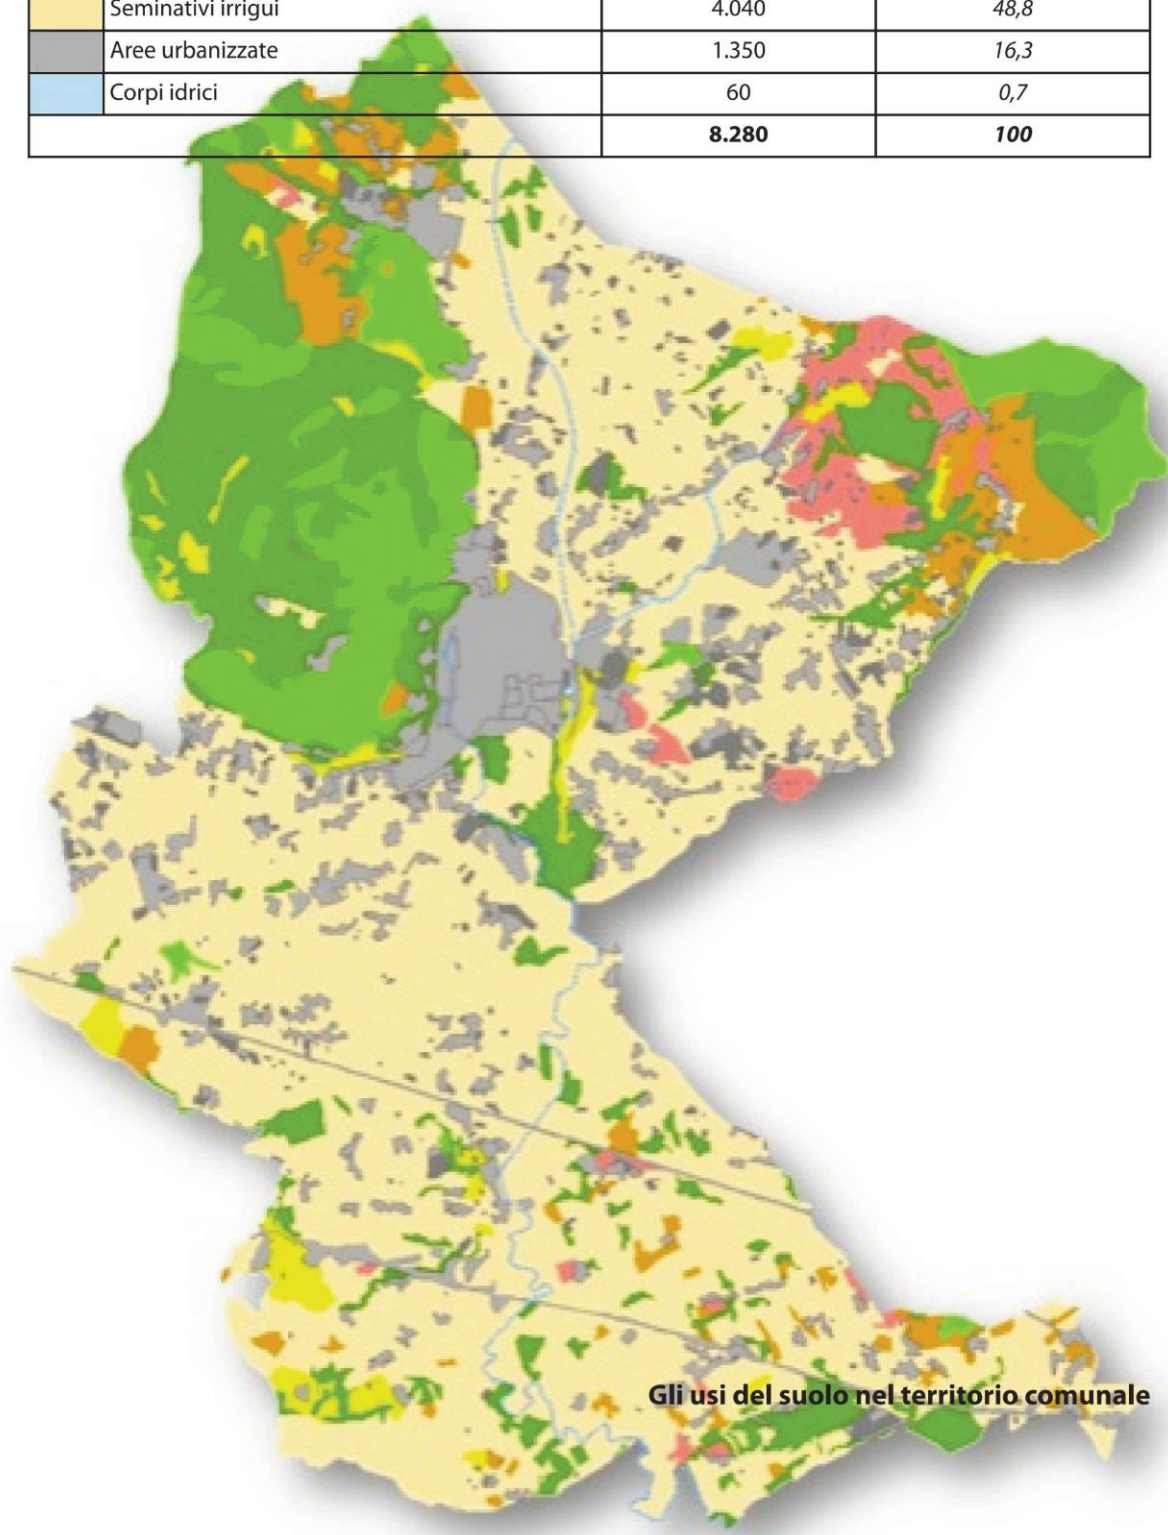 Seminativi irrigui 4.040 48,8
Aree urbanizzate 1.350 16,3
Corpi idrici 60 0,7
8.280 100
Gli usi del suolo nel territorio comunale